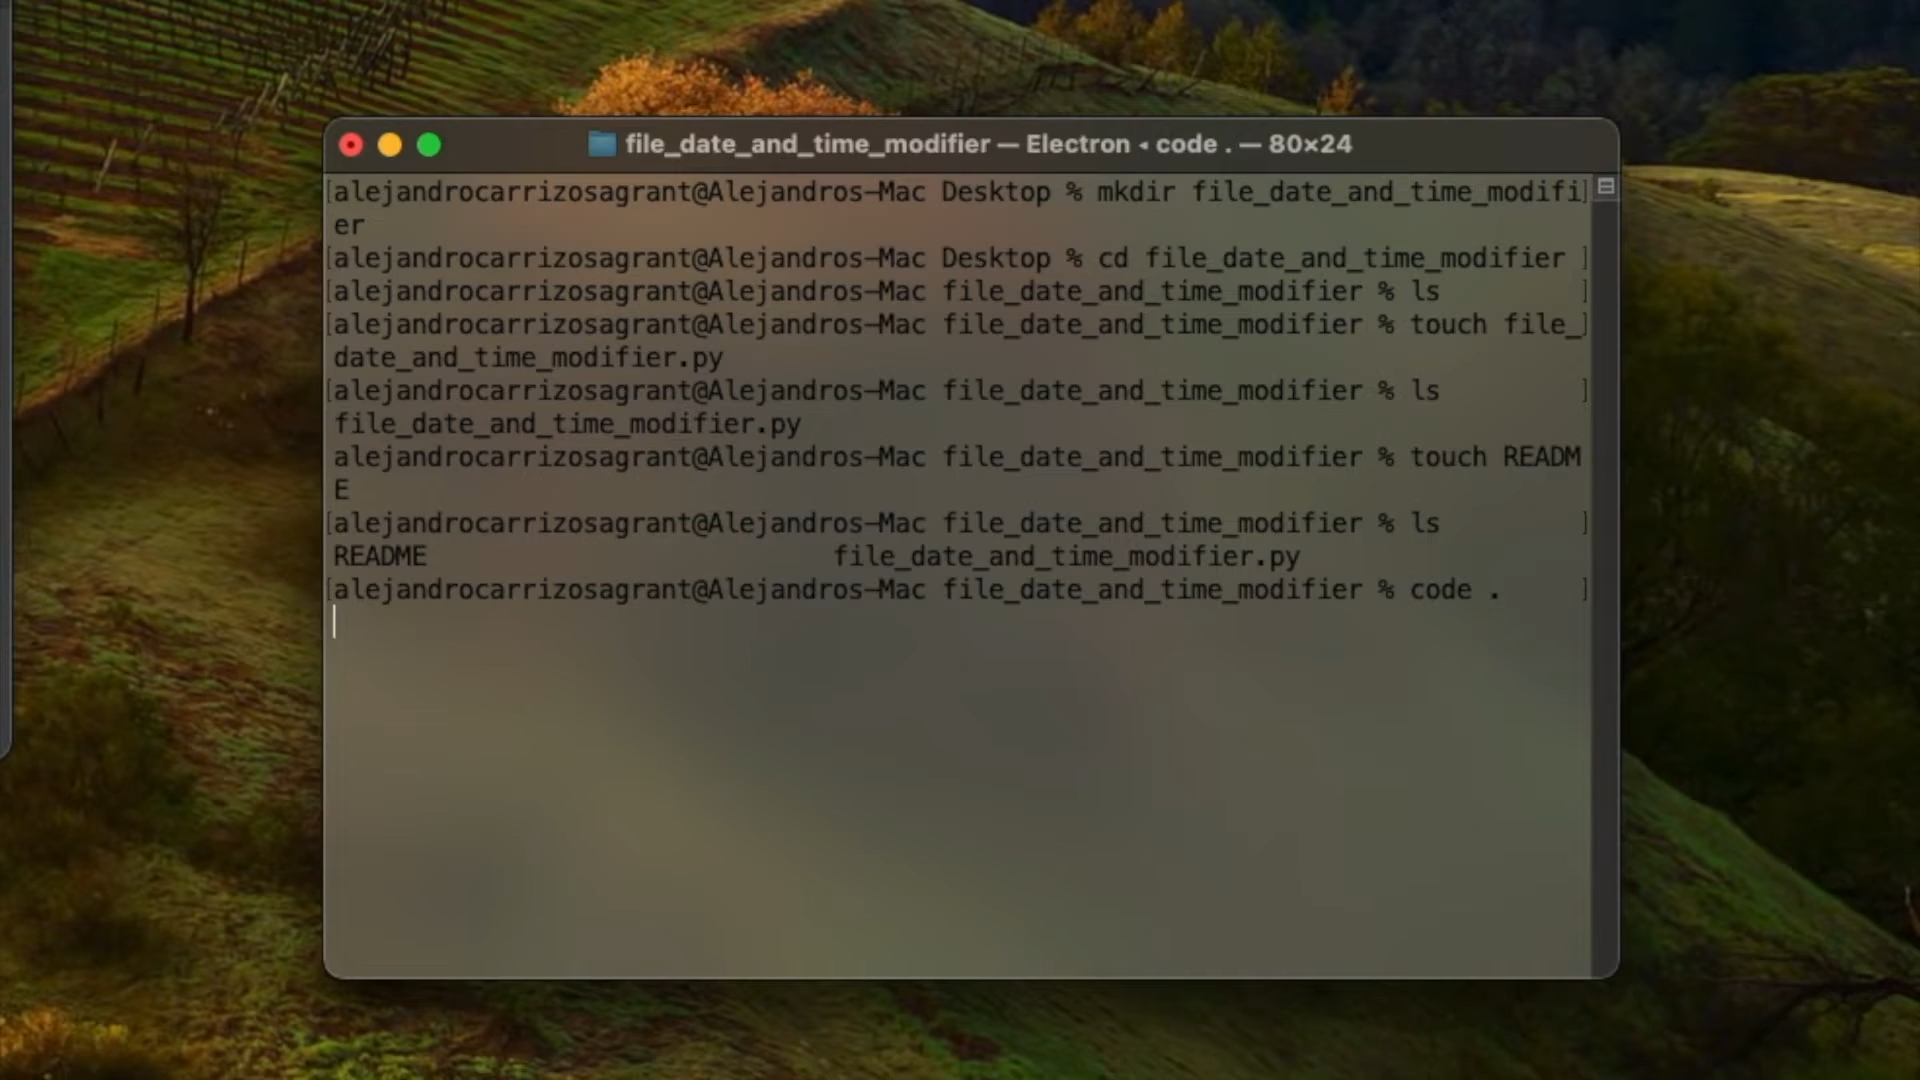 file_date_and_time_modifier — Electron ◂ code . — 80×24
[alejandrocarrizosagrant@Alejandros-Mac Desktop % mkdir file_date_and_time_modifi]
er
[alejandrocarrizosagrant@Alejandros-Mac Desktop % cd file_date_and_time_modifier ]
[alejandrocarrizosagrant@Alejandros-Mac file_date_and_time_modifier % ls ]
[alejandrocarrizosagrant@Alejandros-Mac file_date_and_time_modifier % touch file_]
date_and_time_modifier.py
[alejandrocarrizosagrant@Alejandros-Mac file_date_and_time_modifier % ls ]
file_date_and_time_modifier.py
alejandrocarrizosagrant@Alejandros-Mac file_date_and_time_modifier % touch READM
E
[alejandrocarrizosagrant@Alejandros-Mac file_date_and_time_modifier % ls ]
README file_date_and_time_modifier.py
[alejandrocarrizosagrant@Alejandros-Mac file_date_and_time_modifier % code . ]